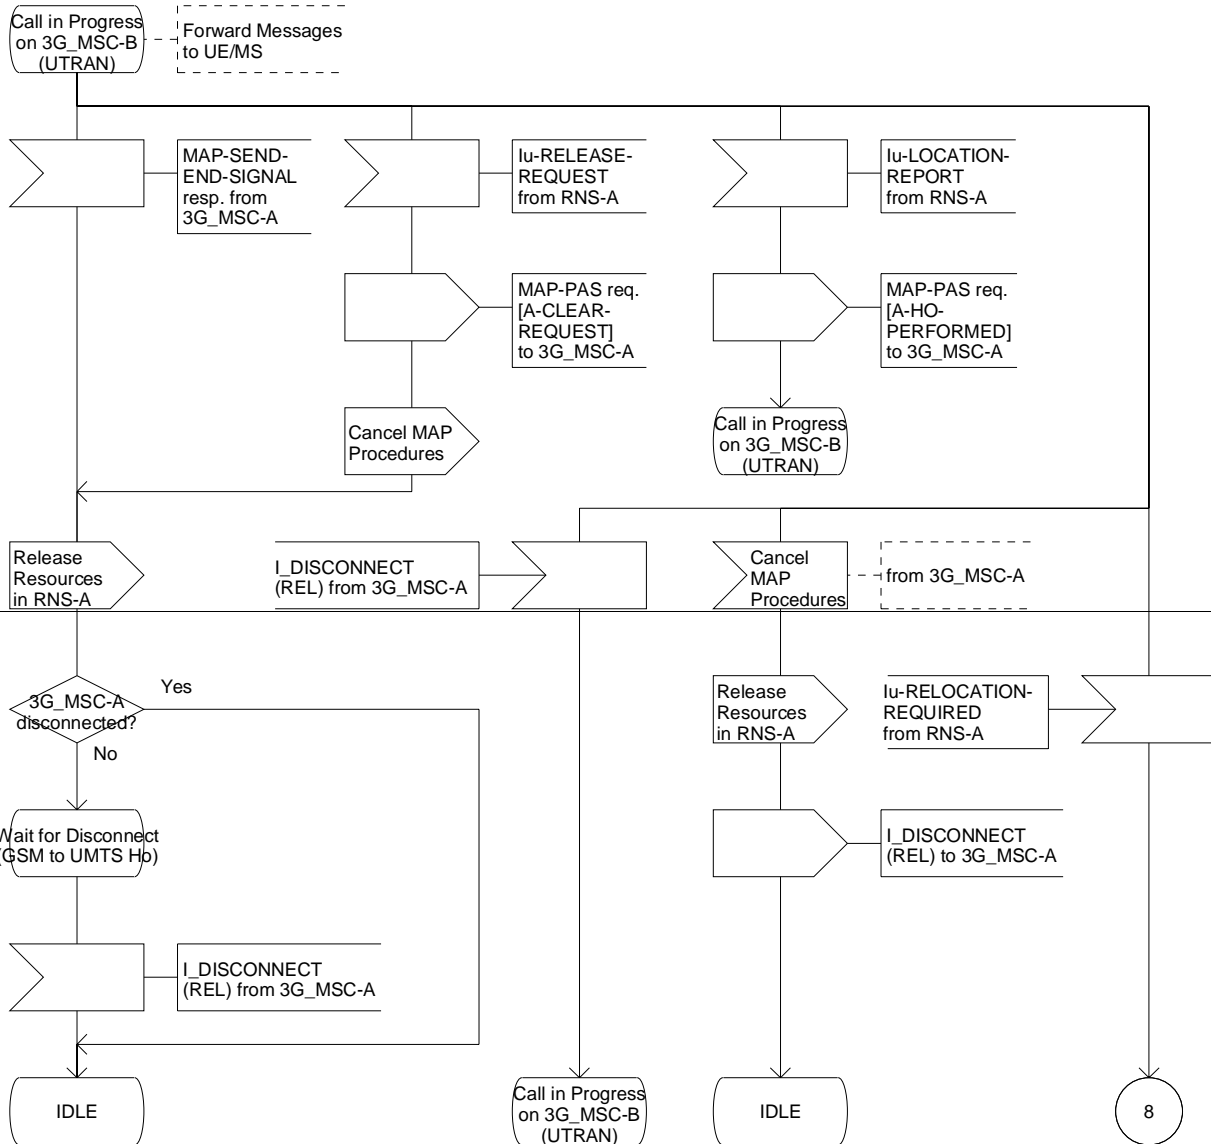 Call in Progress
on 3G_MSC-B
(UTRAN)
Forward Messages
to UE/MS
MAP-SEND-
END-SIGNAL
resp. from
3G_MSC-A
Iu-RELEASE-
REQUEST
from RNS-A
Iu-LOCATION-
REPORT
from RNS-A
MAP-PAS req.
[A-CLEAR-
REQUEST]
to 3G_MSC-A
MAP-PAS req.
[A-HO-
PERFORMED]
to 3G_MSC-A
Cancel MAP
Procedures
Call in Progress
on 3G_MSC-B
(UTRAN)
Release
Resources
in RNS-A
I_DISCONNECT
(REL) from 3G_MSC-A
Cancel
MAP
Procedures
from 3G_MSC-A
3G_MSC-A
disconnected?
Yes
No
Release
Resources
in RNS-A
Iu-RELOCATION-
REQUIRED
from RNS-A
Wait for Disconnect
(GSM to UMTS Ho)
I_DISCONNECT
(REL) to 3G_MSC-A
I_DISCONNECT
(REL) from 3G_MSC-A
IDLE
Call in Progress
on 3G_MSC-B
(UTRAN)
IDLE
8